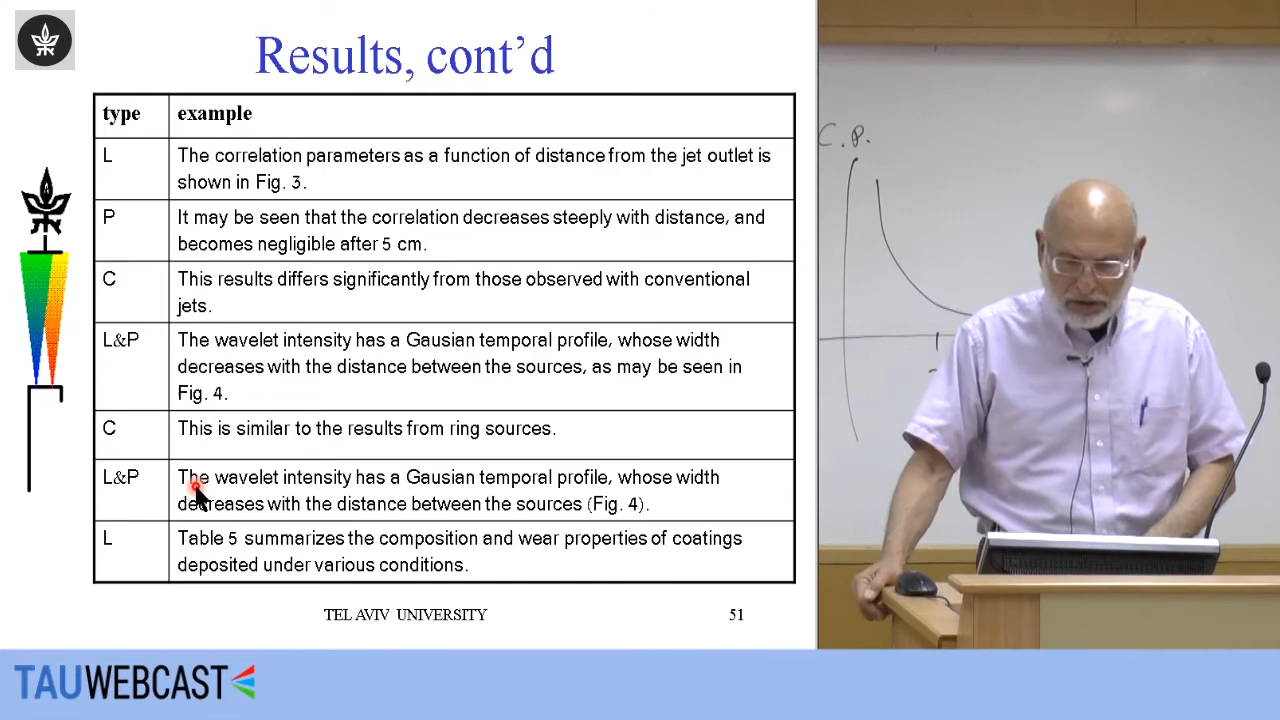 Results, cont’d
type example
L The correlation parameters as a function of distance from the jet outlet is
shown in Fig. 3.
P It may be seen that the correlation decreases steeply with distance, and
becomes negligible after 5 cm.
C This results differs significantly from those observed with conventional
jets.
L&P The wavelet intensity has a Gausian temporal profile, whose width
decreases with the distance between the sources, as may be seen in
Fig. 4.
C This is similar to the results from ring sources.
L&P The wavelet intensity has a Gausian temporal profile, whose width
decreases with the distance between the sources (Fig. 4).
L Table 5 summarizes the composition and wear properties of coatings
deposited under various conditions.
TEL AVIV UNIVERSITY 51
C.P.
TAUWEBCAST